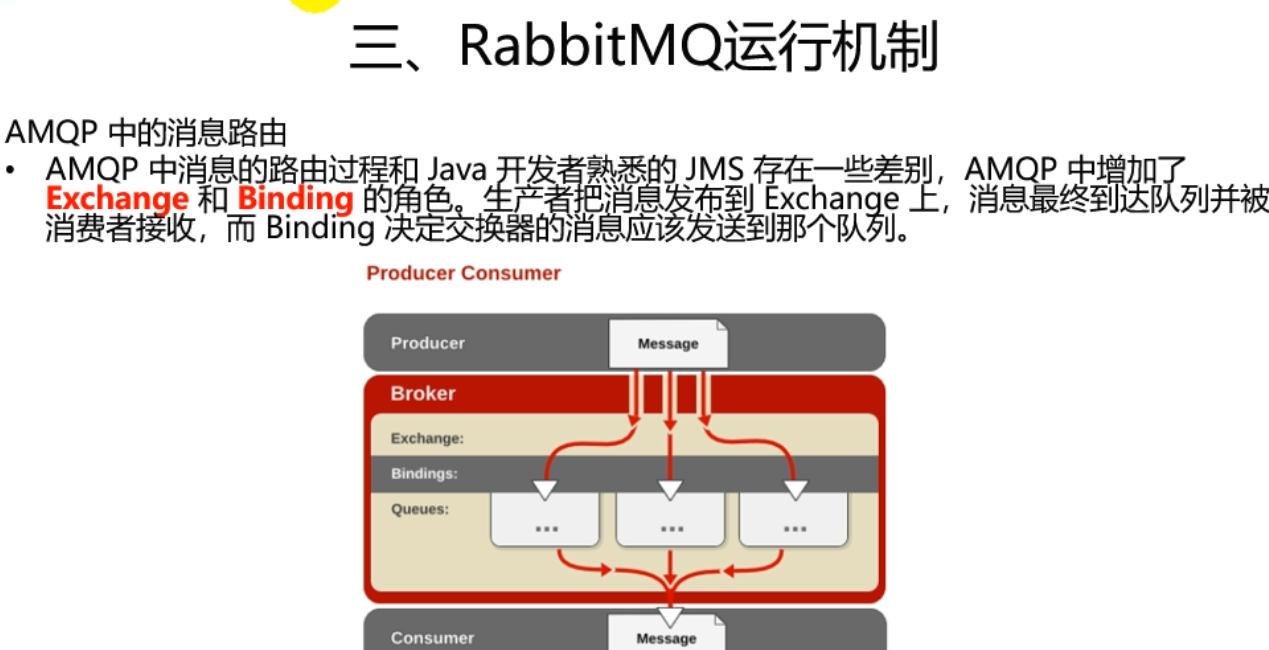 三、RabbitMQ运行机制
AMQP 中的消息路由
• AMQP 中消息的路由过程和 Java 开发者熟悉的 JMS 存在一些差别，AMQP 中增加了
Exchange 和 Binding 的角色。生产者把消息发布到 Exchange 上，消息最终到达队列并被
消费者接收，而 Binding 决定交换器的消息应该发送到那个队列。
Producer Consumer
Producer
Message
Broker
Exchange:
Bindings:
Queues:
... ... ...
Consumer
Message